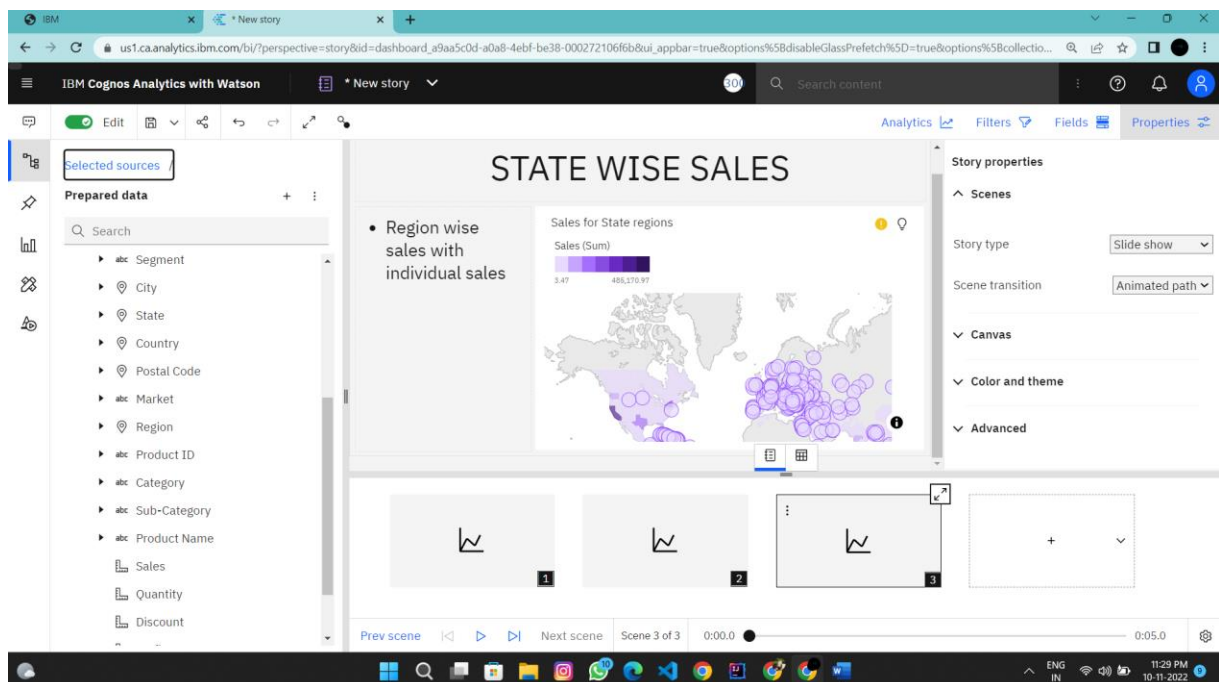 IBM
* New story
us1.ca.analytics.ibm.com/bi/?perspective=story&id=dashboard_a9aa5c0d-a0a8-4ebf-be38-000272106f6b&ui_appbar=true&options%5BdisableGlassPrefetch%5D=true&options%5Bcollectio...
IBM Cognos Analytics with Watson
* New story
Search content
Edit
Analytics
Filters
Fields
Properties
Selected sources /
Prepared data
Search
abc Segment
City
State
Country
Postal Code
abc Market
Region
abc Product ID
abc Category
abc Sub-Category
abc Product Name
Sales
Quantity
Discount
STATE WISE SALES
• Region wise
sales with
individual sales
Sales for State regions
Sales (Sum)
3.47 485,170.97
Story properties
Scenes
Story type Slide show
Scene transition Animated path
Canvas
Color and theme
Advanced
1
2
3
Prev scene Next scene Scene 3 of 3 0:00.0 0:05.0
ENG
IN
11:29 PM
10-11-2022